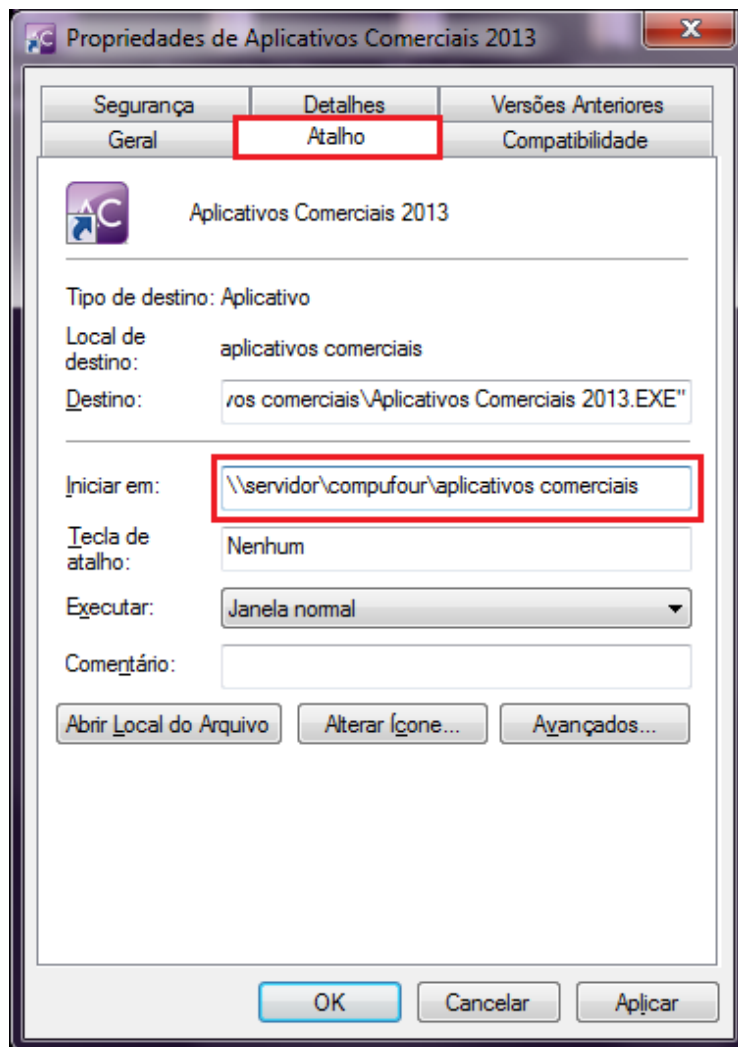 Propriedades de Aplicativos Comerciais 2013
Segurança Detalhes Versões Anteriores
Geral Atalho Compatibilidade
AC Aplicativos Comerciais 2013
Tipo de destino: Aplicativo
Local de destino: aplicativos comerciais
Destino: vos comerciais\Aplicativos Comerciais 2013.EXE"
Iniciar em: \\servidor\compufour\aplicativos comerciais
Tecla de atalho: Nenhum
Executar: Janela normal
Comentário:
Abrir Local do Arquivo Alterar Ícone... Avançados...
OK Cancelar Aplicar